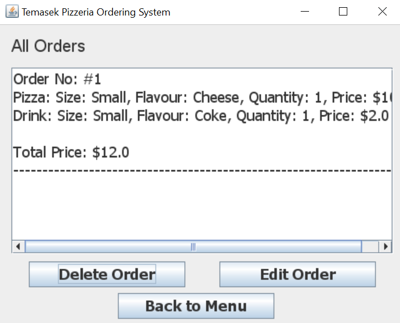 Temasek Pizzeria Ordering System
All Orders
Order No: #1
Pizza: Size: Small, Flavour: Cheese, Quantity: 1, Price: $10
Drink: Size: Small, Flavour: Coke, Quantity: 1, Price: $2.0
Total Price: $12.0
--------------------------------------------------------------------------------
Delete Order
Edit Order
Back to Menu